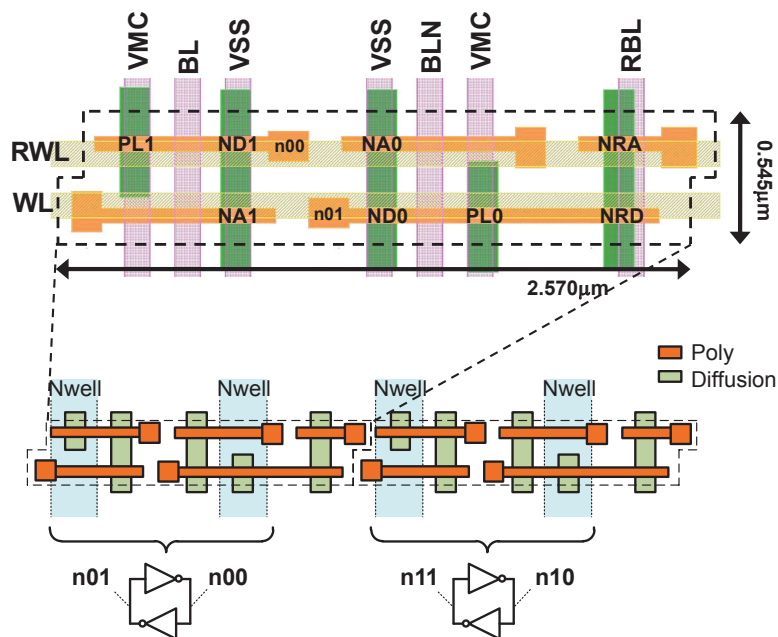 VMC BL VSS VSS BLN VMC RBL
RWL PL1 ND1 n00 NA0 NRA
WL NA1 n01 ND0 PL0 NRD
0.545μm
2.570μm
Poly
Diffusion
Nwell Nwell Nwell Nwell
n01 n00 n11 n10